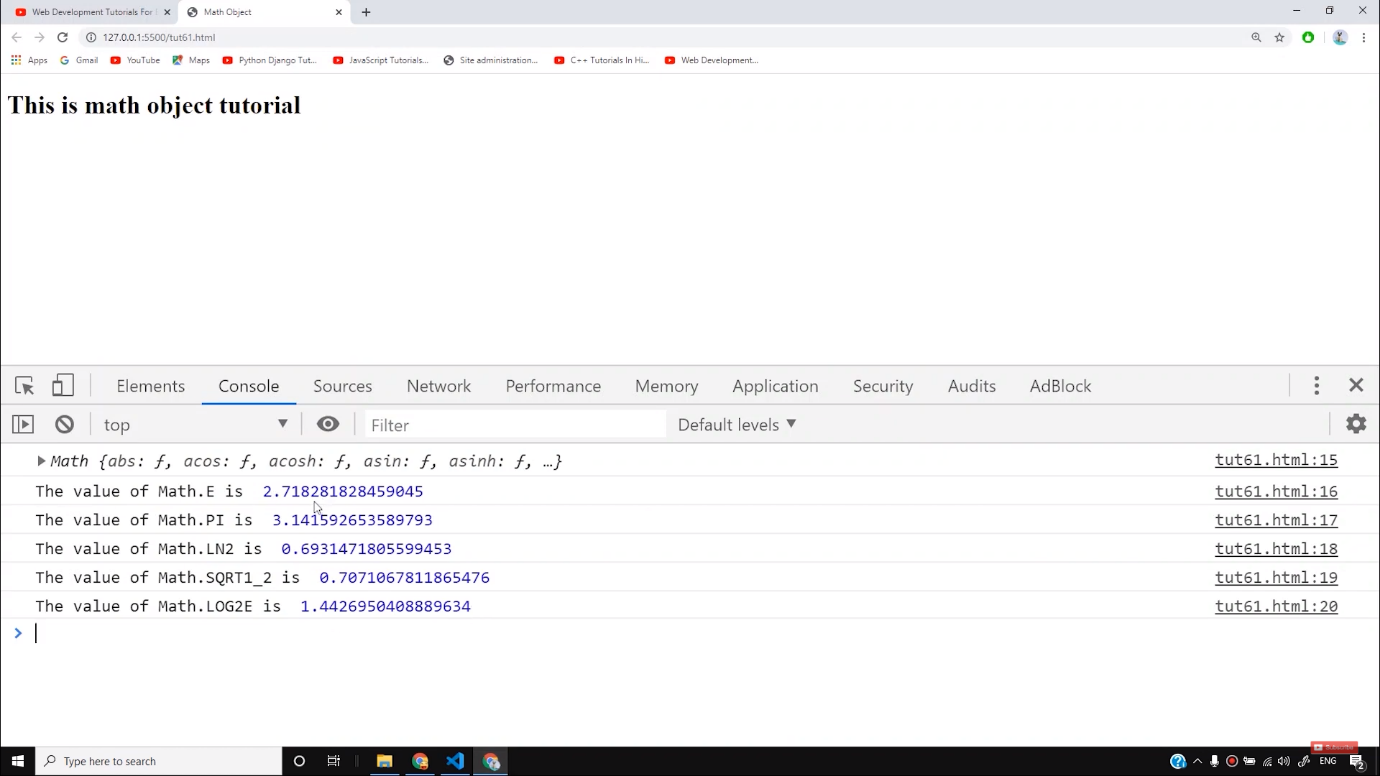 Web Development Tutorials For
Math Object
127.0.0.1:5500/tut61.html
Apps
Gmail
YouTube
Maps
Python Django Tut...
JavaScript Tutorials...
Site administration...
C++ Tutorials In Hi...
Web Development...
This is math object tutorial
Elements Console Sources Network Performance Memory Application Security Audits AdBlock
top Filter Default levels
Math {abs: ƒ, acos: ƒ, acosh: ƒ, asin: ƒ, asinh: ƒ, …} tut61.html:15
The value of Math.E is 2.718281828459045 tut61.html:16
The value of Math.PI is 3.141592653589793 tut61.html:17
The value of Math.LN2 is 0.6931471805599453 tut61.html:18
The value of Math.SQRT1_2 is 0.7071067811865476 tut61.html:19
The value of Math.LOG2E is 1.4426950408889634 tut61.html:20
Subscribe
Type here to search
ENG
2